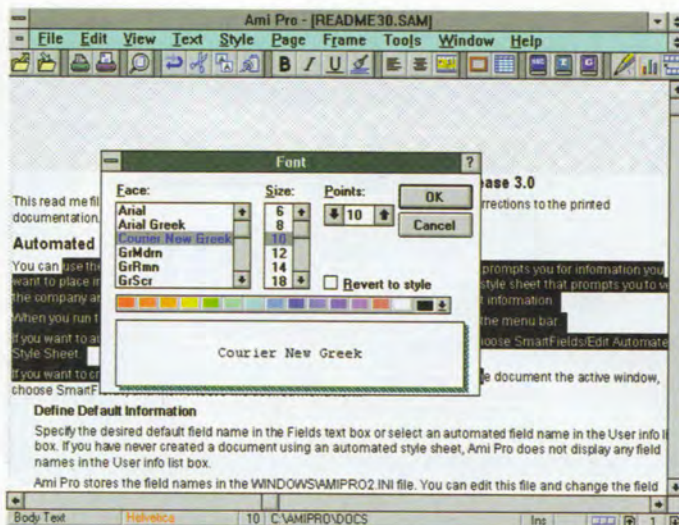 Ami Pro - [README30.SAM]
File Edit View Text Style Page Frame Tools Window Help
B I U
Font
?
ease 3.0
This read me fil
rrections to the printed
documentation.
Face:
Size:
Points:
OK
Cancel
Arial
Arial Greek
Courier New Greek
GrMdrn
GrRmn
GrScr
6
8
10
12
14
18
10
Revert to style
Courier New Greek
Automated
You can use the
prompts you for information you
want to place in
style sheet that prompts you to ve
the company ar
t information.
When you run t
the menu bar.
If you want to a
oose SmartFields/Edit Automate
Style Sheet.
If you want to cr
e document the active window,
choose SmartF
Define Default Information
Specify the desired default field name in the Fields text box or select an automated field name in the User info li
box. If you have never created a document using an automated style sheet, Ami Pro does not display any field
names in the User info list box.
Ami Pro stores the field names in the WINDOWS\AMIPRO2.INI file. You can edit this file and change the field
Body Text Helvetica 10 C:\AMIPRO\DOCS Ins